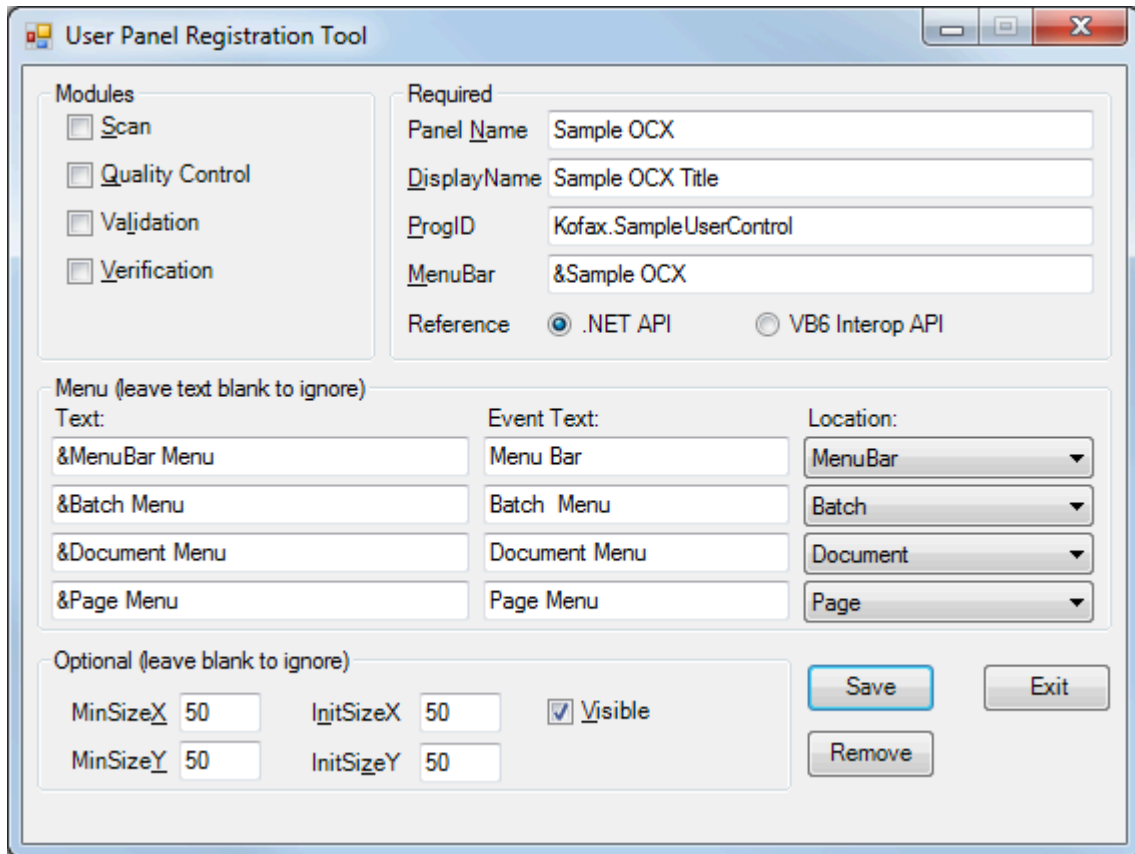 User Panel Registration Tool
Modules
Scan
Quality Control
Validation
Verification
Required
Panel Name Sample OCX
DisplayName Sample OCX Title
ProgID Kofax.SampleUserControl
MenuBar &Sample OCX
Reference .NET API VB6 Interop API
Menu (leave text blank to ignore)
Text: Event Text: Location:
&MenuBar Menu Menu Bar MenuBar
&Batch Menu Batch  Menu Batch
&Document Menu Document Menu Document
&Page Menu Page Menu Page
Optional (leave blank to ignore)
MinSizeX 50 InitSizeX 50 Visible
MinSizeY 50 InitSizeY 50
Save Exit
Remove